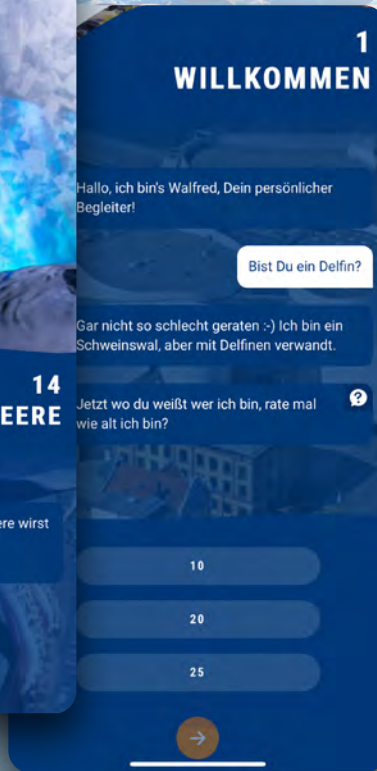 1
WILLKOMMEN
Hallo, ich bin's Walfred, Dein persönlicher
Begleiter!
Bist Du ein Delfin?
Gar nicht so schlecht geraten :-) Ich bin ein
Schweinswal, aber mit Delfinen verwandt.
Jetzt wo du weißt wer ich bin, rate mal
wie alt ich bin?
?
10
20
25
14
EERE
ere wirst